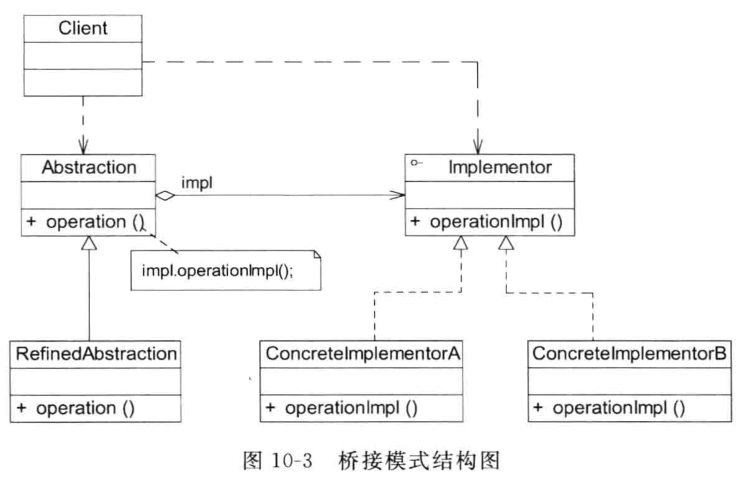 Client
Abstraction
+ operation ()
impl
Implementor
+ operationImpl ()
impl.operationImpl();
RefinedAbstraction
+ operation ()
ConcreteImplementorA
+ operationImpl ()
ConcreteImplementorB
+ operationImpl ()
图 10-3 桥接模式结构图